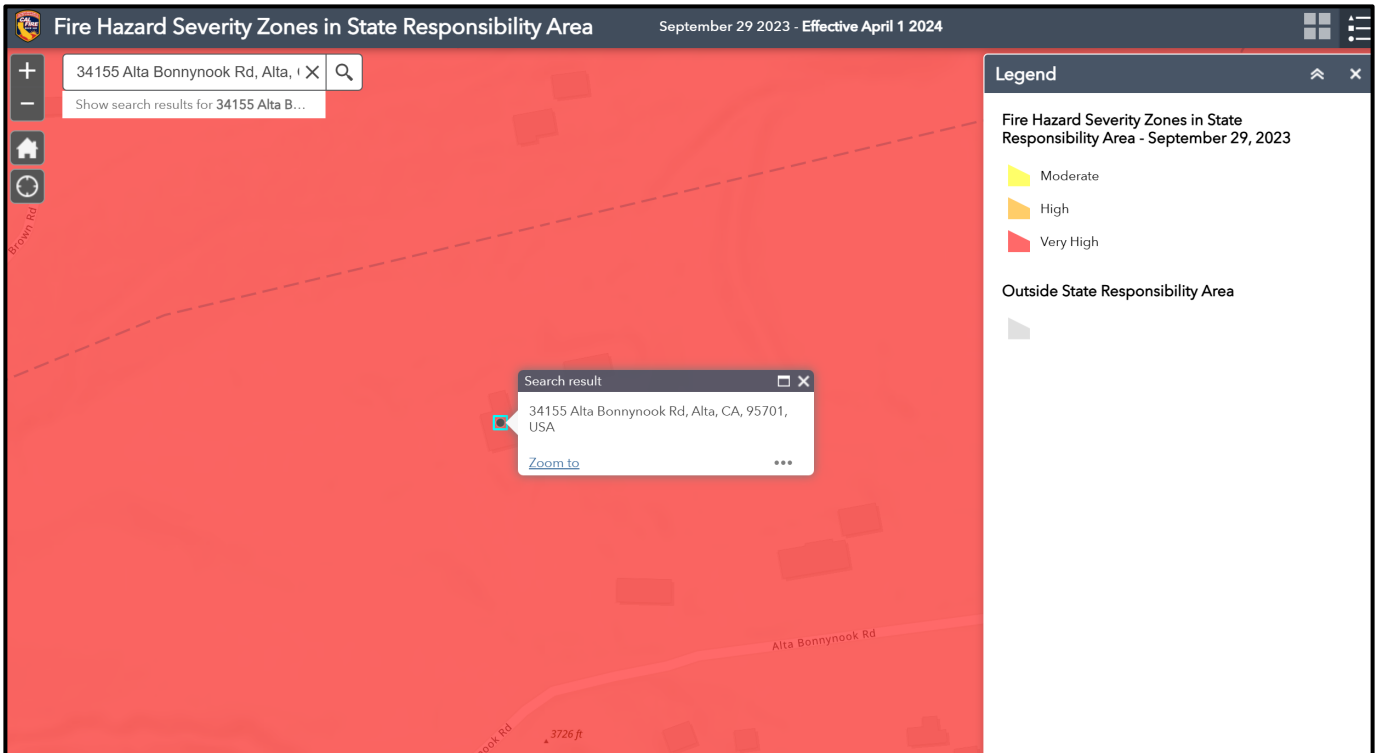 CAL FIRE
Fire Hazard Severity Zones in State Responsibility Area
September 29 2023 - Effective April 1 2024
+
34155 Alta Bonnynook Rd, Alta,
Show search results for 34155 Alta B...
−
Legend
Fire Hazard Severity Zones in State
Responsibility Area - September 29, 2023
Moderate
High
Very High
Outside State Responsibility Area
Brown Rd
Search result
34155 Alta Bonnynook Rd, Alta, CA, 95701,
USA
Zoom to
•••
Alta Bonnynook Rd
Rd
3726 ft